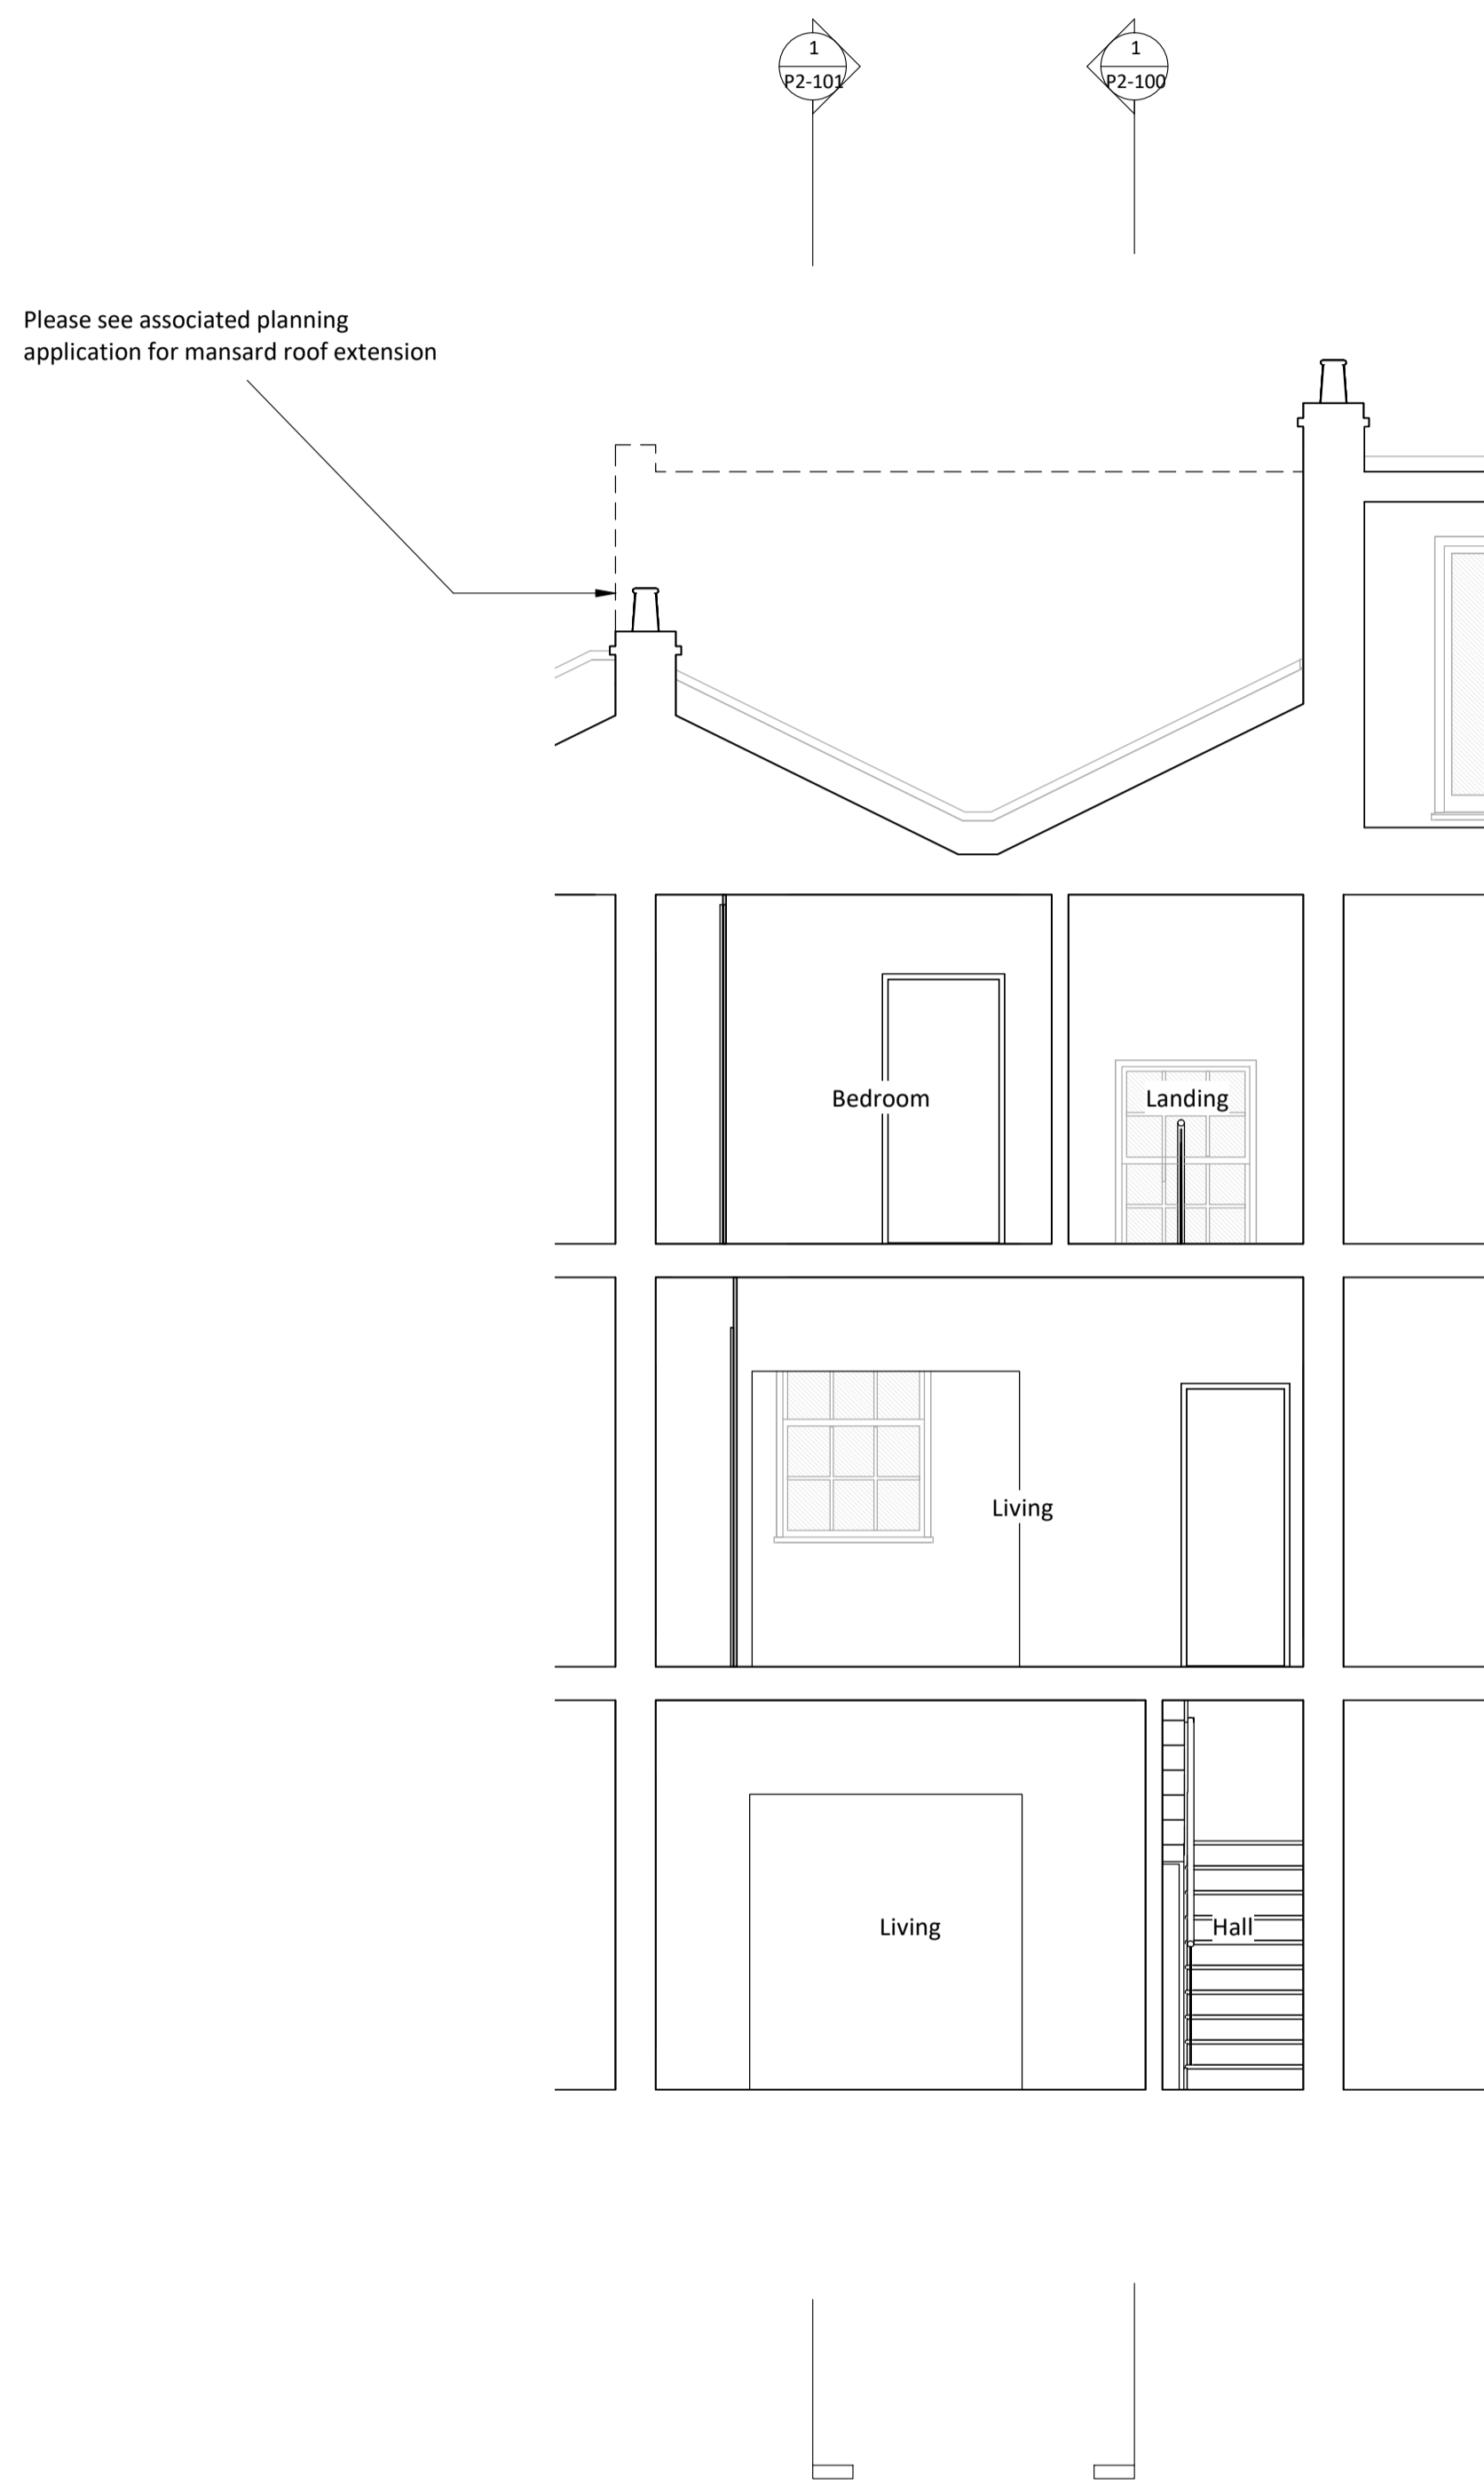 1
P2-101
1
P2-100
Please see associated planning
application for mansard roof extension
Bedroom
Landing
Living
Living
Hall